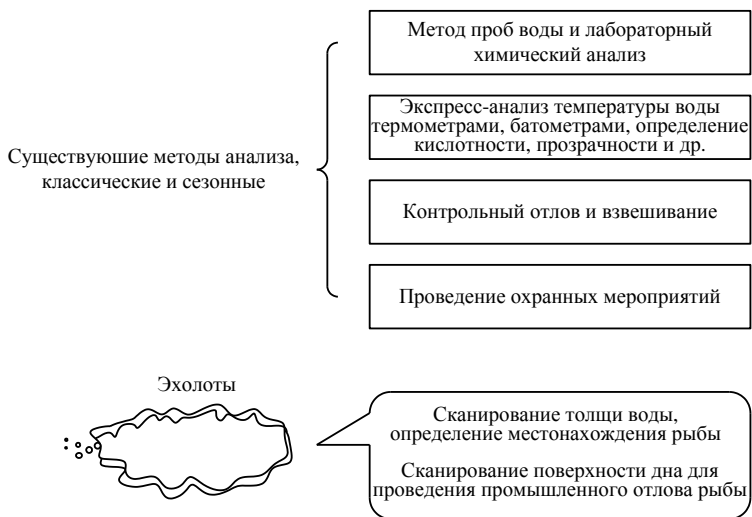 Существуюшие методы анализа,
классические и сезонные
Метод проб воды и лабораторный
химический анализ
Экспресс-анализ температуры воды
термометрами, батометрами, определение
кислотности, прозрачности и др.
Контрольный отлов и взвешивание
Проведение охранных мероприятий
Эхолоты
Сканирование толщи воды,
определение местонахождения рыбы
Сканирование поверхности дна для
проведения промышленного отлова рыбы